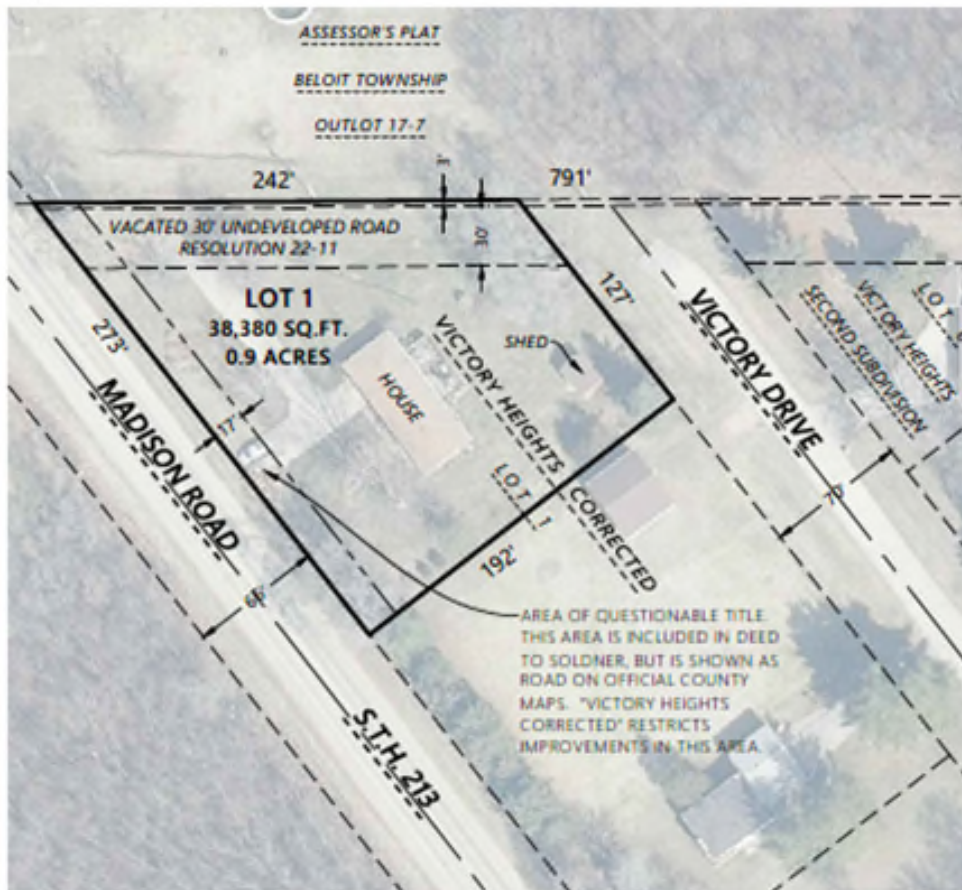 ASSESSOR'S PLAT
BELOIT TOWNSHIP
OUTLOT 17-7
3'
242'
791'
VACATED 30' UNDEVELOPED ROAD
RESOLUTION 22-11
30'
LOT 1
38,380 SQ.FT.
0.9 ACRES
127'
273'
SHED
HOUSE
VICTORY HEIGHTS CORRECTED
LOT 1
VICTORY DRIVE
LOT
VICTORY HEIGHTS
SECOND SUBDIVISION
MADISON ROAD
17'
70'
192'
S.T.H. 213
AREA OF QUESTIONABLE TITLE.
THIS AREA IS INCLUDED IN DEED
TO SOLDNER, BUT IS SHOWN AS
ROAD ON OFFICIAL COUNTY
MAPS. "VICTORY HEIGHTS
CORRECTED" RESTRICTS
IMPROVEMENTS IN THIS AREA.